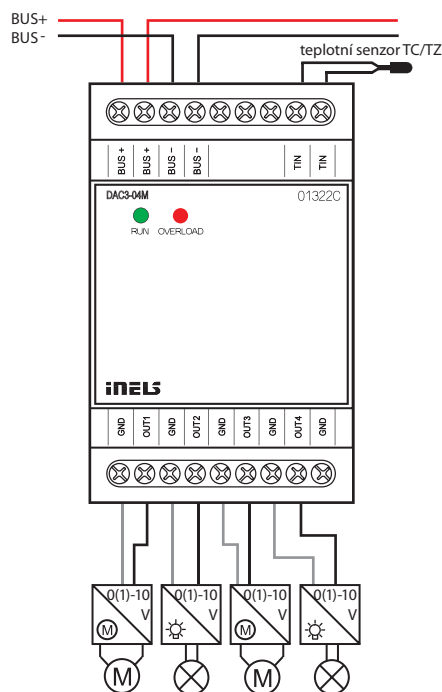 BUS+
BUS-
teplotní senzor TC/TZ
BUS + BUS + BUS - BUS - TIN TIN
DAC3-04M 01322C
RUN OVERLOAD
inels
GND OUT1 GND OUT2 GND OUT3 GND OUT4 GND
0(1)-10 0(1)-10 0(1)-10 0(1)-10
V V V V
M M
M M